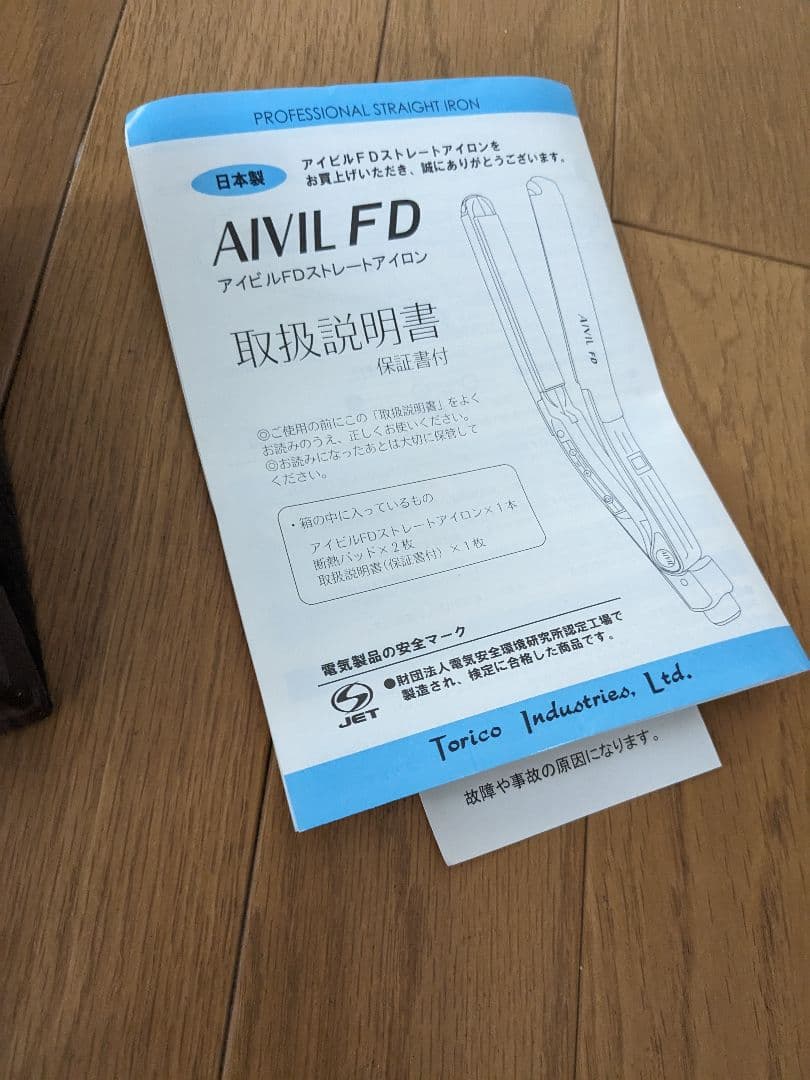 PROFESSIONAL STRAIGHT IRON
日本製
アイビルFDストレートアイロンを
お買上げいただき、誠にありがとうございます。
AIVIL FD
アイビルFDストレートアイロン
取扱説明書
保証書付
AIVIL FD
◎ご使用の前にこの「取扱説明書」をよく
お読みのうえ、正しくお使いください。
◎お読みになったあとは大切に保管して
ください。
・箱の中に入っているもの
アイビルFDストレートアイロン×1本
断熱パッド×2枚
取扱説明書(保証書付)×1枚
電気製品の安全マーク
JET
●財団法人電気安全環境研究所認定工場で
製造され、検定に合格した商品です。
Torico Industries, Ltd.
故障や事故の原因になります。